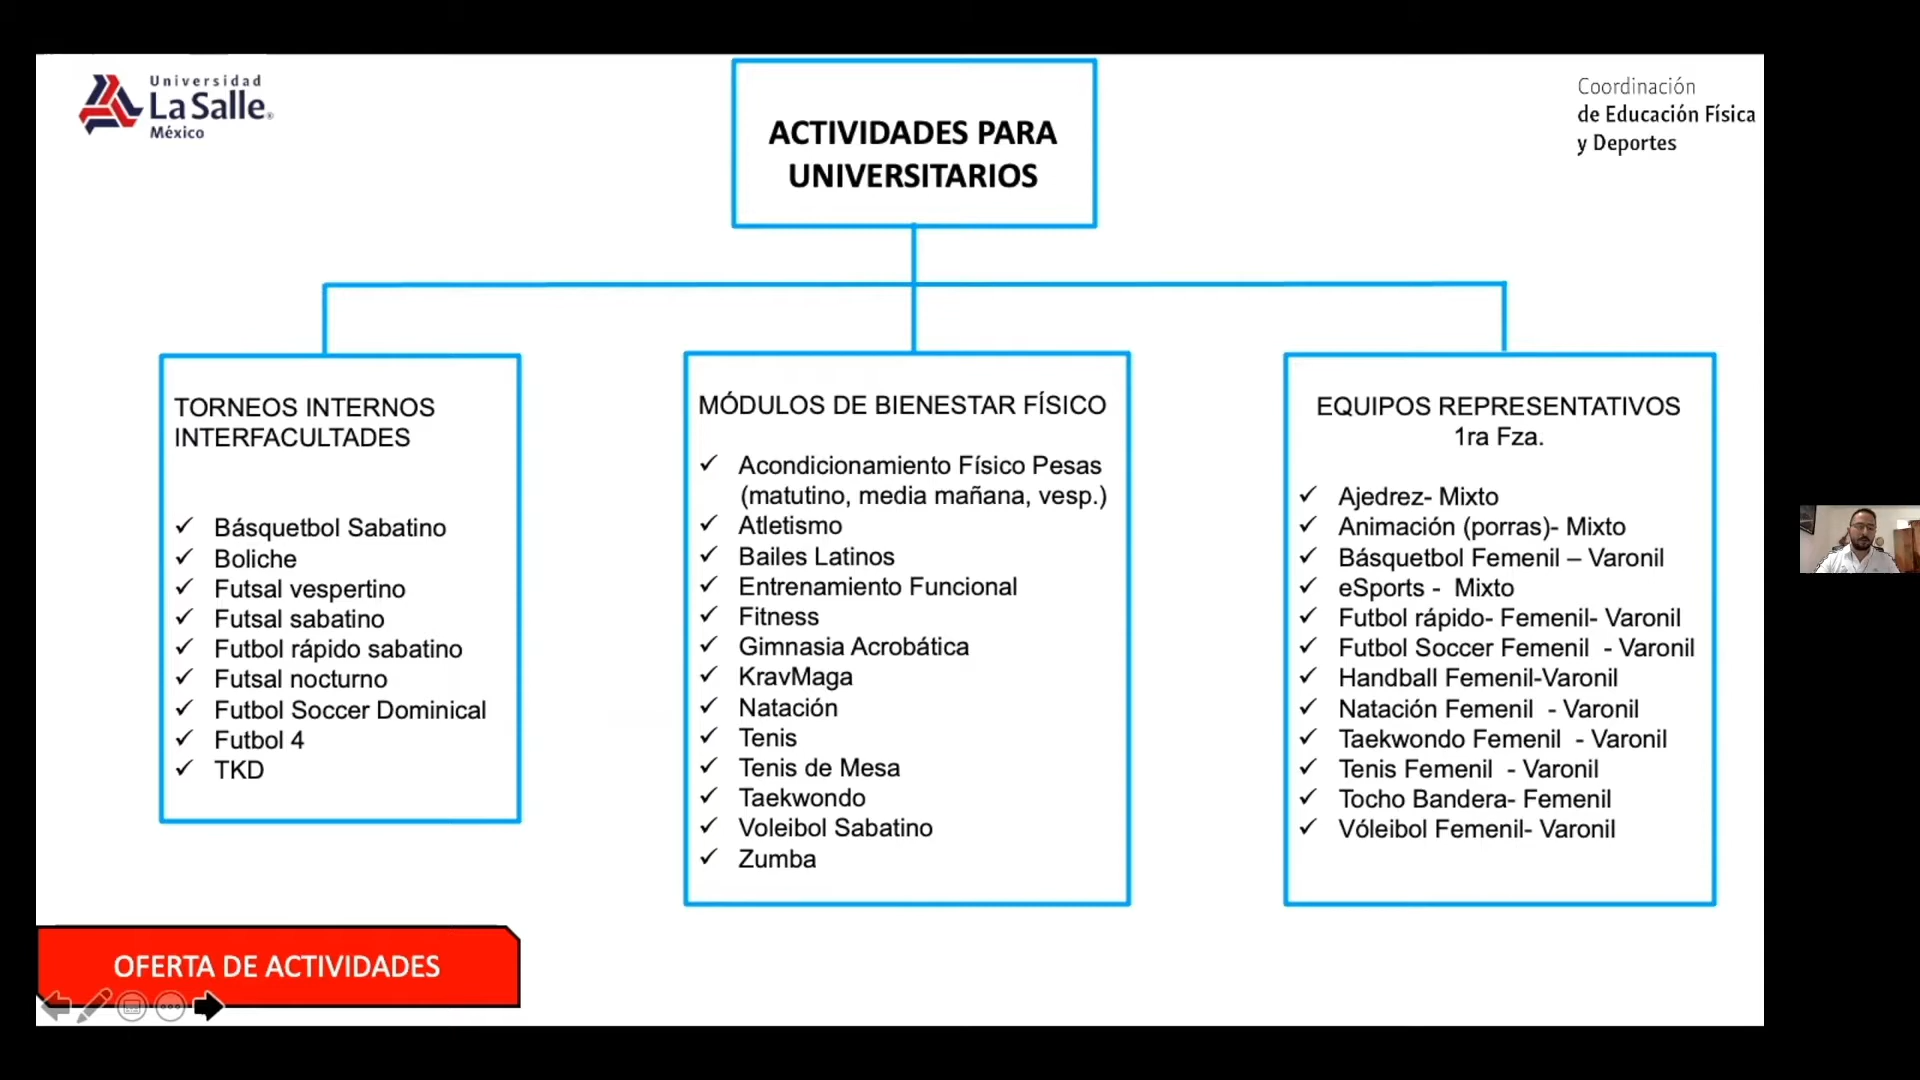 Universidad
La Salle®
México
Coordinación
de Educación Física
y Deportes
ACTIVIDADES PARA
UNIVERSITARIOS
TORNEOS INTERNOS
INTERFACULTADES
✓ Básquetbol Sabatino
✓ Boliche
✓ Futsal vespertino
✓ Futsal sabatino
✓ Futbol rápido sabatino
✓ Futsal nocturno
✓ Futbol Soccer Dominical
✓ Futbol 4
✓ TKD
MÓDULOS DE BIENESTAR FÍSICO
✓ Acondicionamiento Físico Pesas
(matutino, media mañana, vesp.)
✓ Atletismo
✓ Bailes Latinos
✓ Entrenamiento Funcional
✓ Fitness
✓ Gimnasia Acrobática
✓ KravMaga
✓ Natación
✓ Tenis
✓ Tenis de Mesa
✓ Taekwondo
✓ Voleibol Sabatino
✓ Zumba
EQUIPOS REPRESENTATIVOS
1ra Fza.
✓ Ajedrez- Mixto
✓ Animación (porras)- Mixto
✓ Básquetbol Femenil – Varonil
✓ eSports - Mixto
✓ Futbol rápido- Femenil- Varonil
✓ Futbol Soccer Femenil - Varonil
✓ Handball Femenil-Varonil
✓ Natación Femenil - Varonil
✓ Taekwondo Femenil - Varonil
✓ Tenis Femenil - Varonil
✓ Tocho Bandera- Femenil
✓ Vóleibol Femenil- Varonil
OFERTA DE ACTIVIDADES